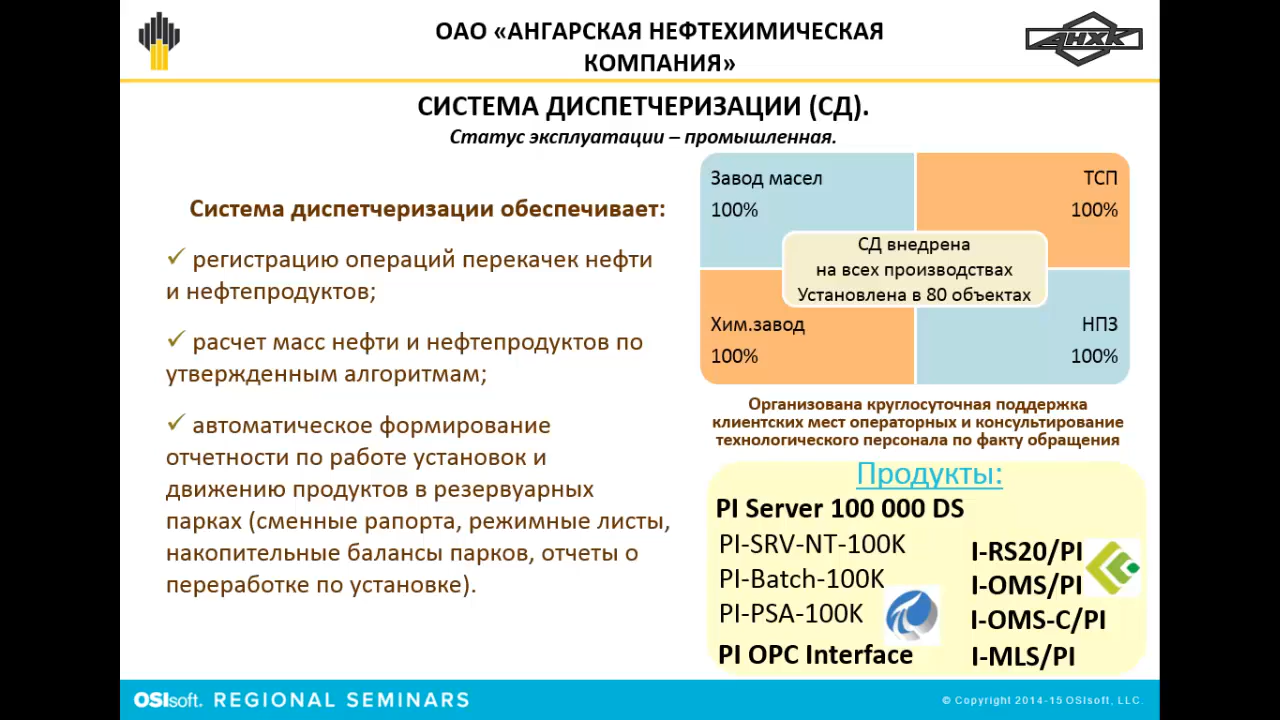 ОАО «АНГАРСКАЯ НЕФТЕХИМИЧЕСКАЯ
КОМПАНИЯ»
АНХК
СИСТЕМА ДИСПЕТЧЕРИЗАЦИИ (СД).
Статус эксплуатации – промышленная.
Система диспетчеризации обеспечивает:
✓ регистрацию операций перекачек нефти
и нефтепродуктов;
✓ расчет масс нефти и нефтепродуктов по
утвержденным алгоритмам;
✓ автоматическое формирование
отчетности по работе установок и
движению продуктов в резервуарных
парках (сменные рапорта, режимные листы,
накопительные балансы парков, отчеты о
переработке по установке).
Завод масел
100%
ТСП
100%
СД внедрена
на всех производствах
Установлена в 80 объектах
Хим.завод
100%
НПЗ
100%
Организована круглосуточная поддержка
клиентских мест операторных и консультирование
технологического персонала по факту обращения
Продукты:
PI Server 100 000 DS
PI-SRV-NT-100K
PI-Batch-100K
PI-PSA-100K
PI OPC Interface
I-RS20/PI
I-OMS/PI
I-OMS-C/PI
I-MLS/PI
OSIsoft. REGIONAL SEMINARS
© Copyright 2014-15 OSIsoft, LLC.